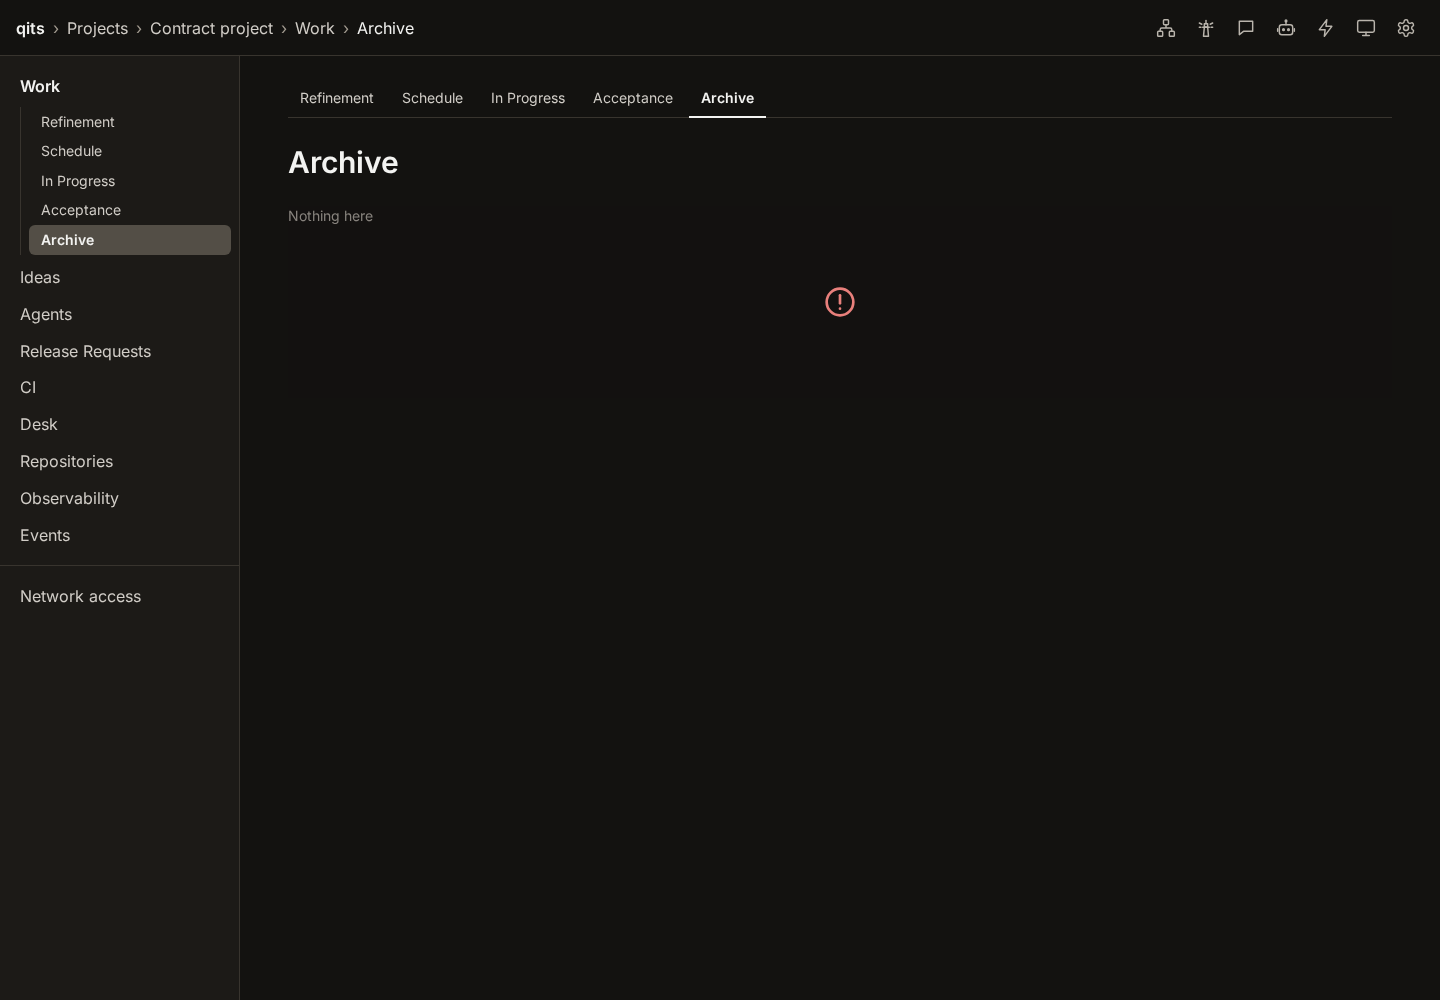 qits › Projects › Contract project › Work › Archive
Work
Refinement
Schedule
In Progress
Acceptance
Archive
Ideas
Agents
Release Requests
CI
Desk
Repositories
Observability
Events
Network access
Refinement Schedule In Progress Acceptance Archive
Archive
Nothing here